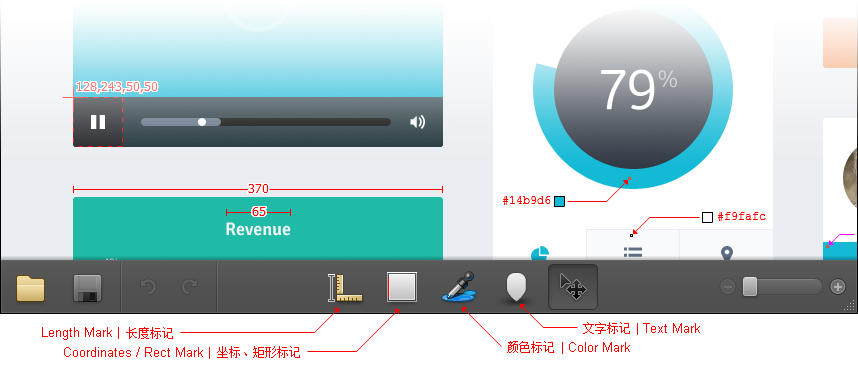 79%
128,243,50,50
370
#14b9d6
65
#f9fafc
Revenue
Length Mark | 长度标记
文字标记 | Text Mark
Coordinates / Rect Mark | 坐标、矩形标记
颜色标记 | Color Mark